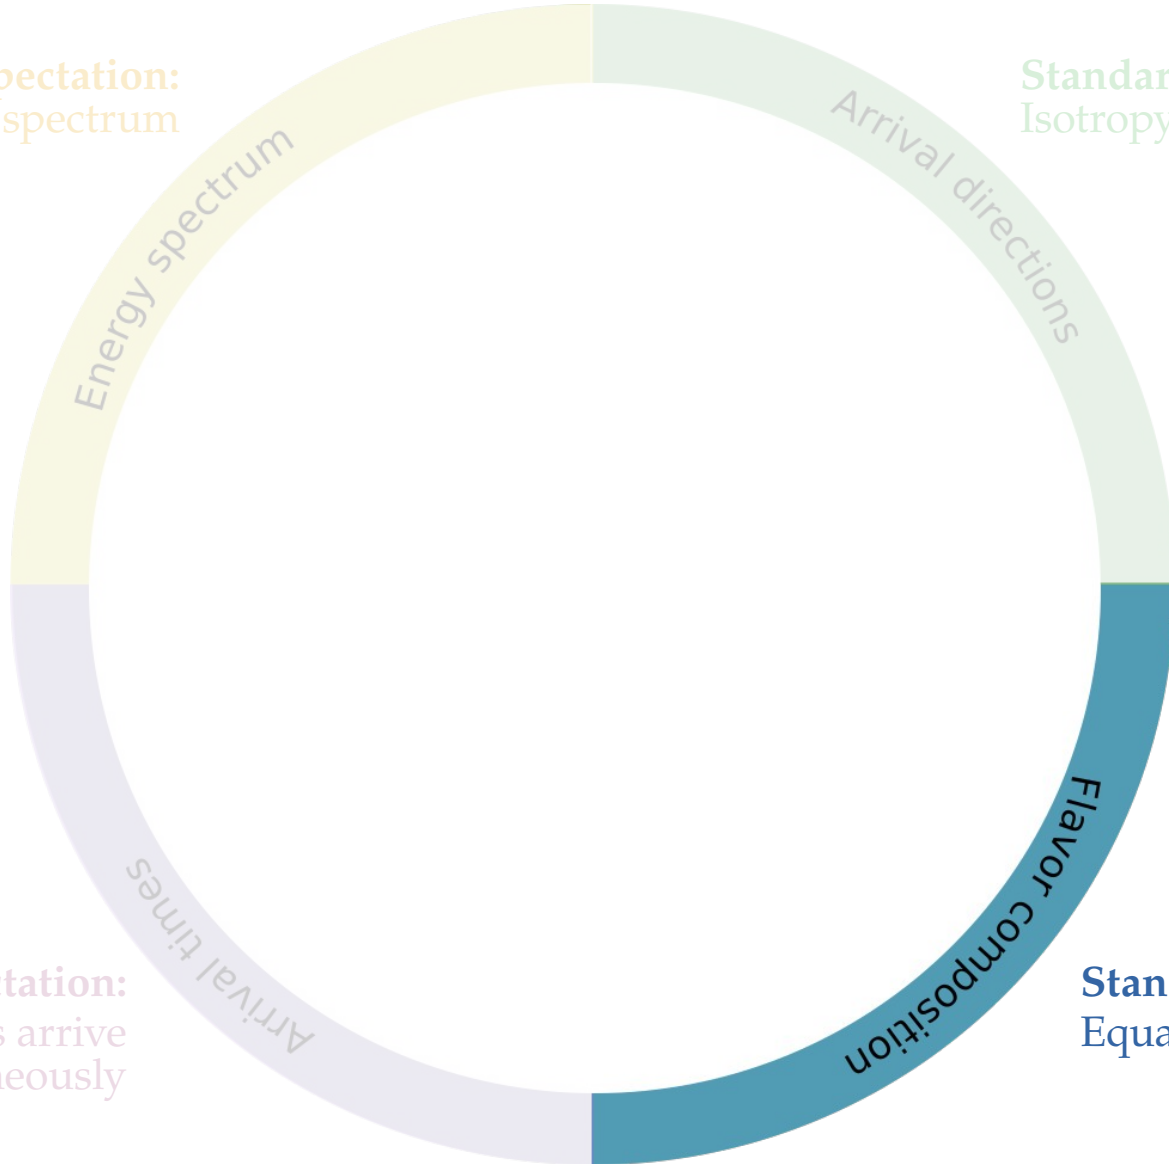 pectation:
spectrum
Standar
Isotropy
Energy spectrum
Arrival directions
Flavor composition
Arrival times
tation:
s arrive
neously
Stan
Equa